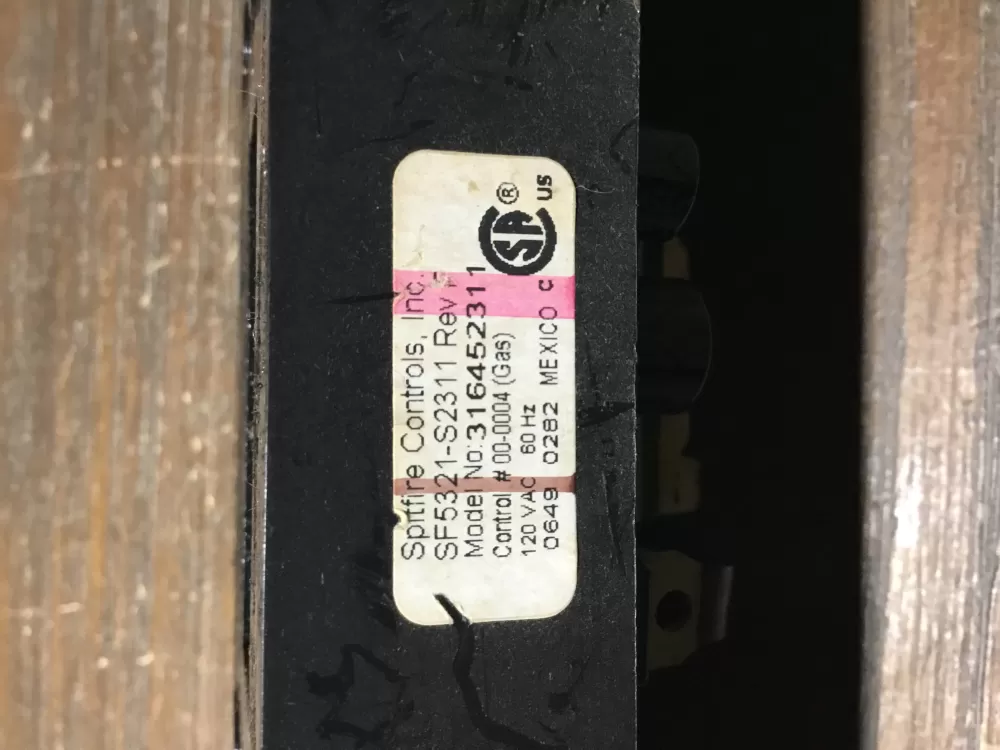 Spitfire Controls, Inc.
SF5321-S2311 Rev
Model No:316452311
Control # 00-0004 (Gas)
120 VAC 60 Hz
0649 0282 MEXICO C SA ® US